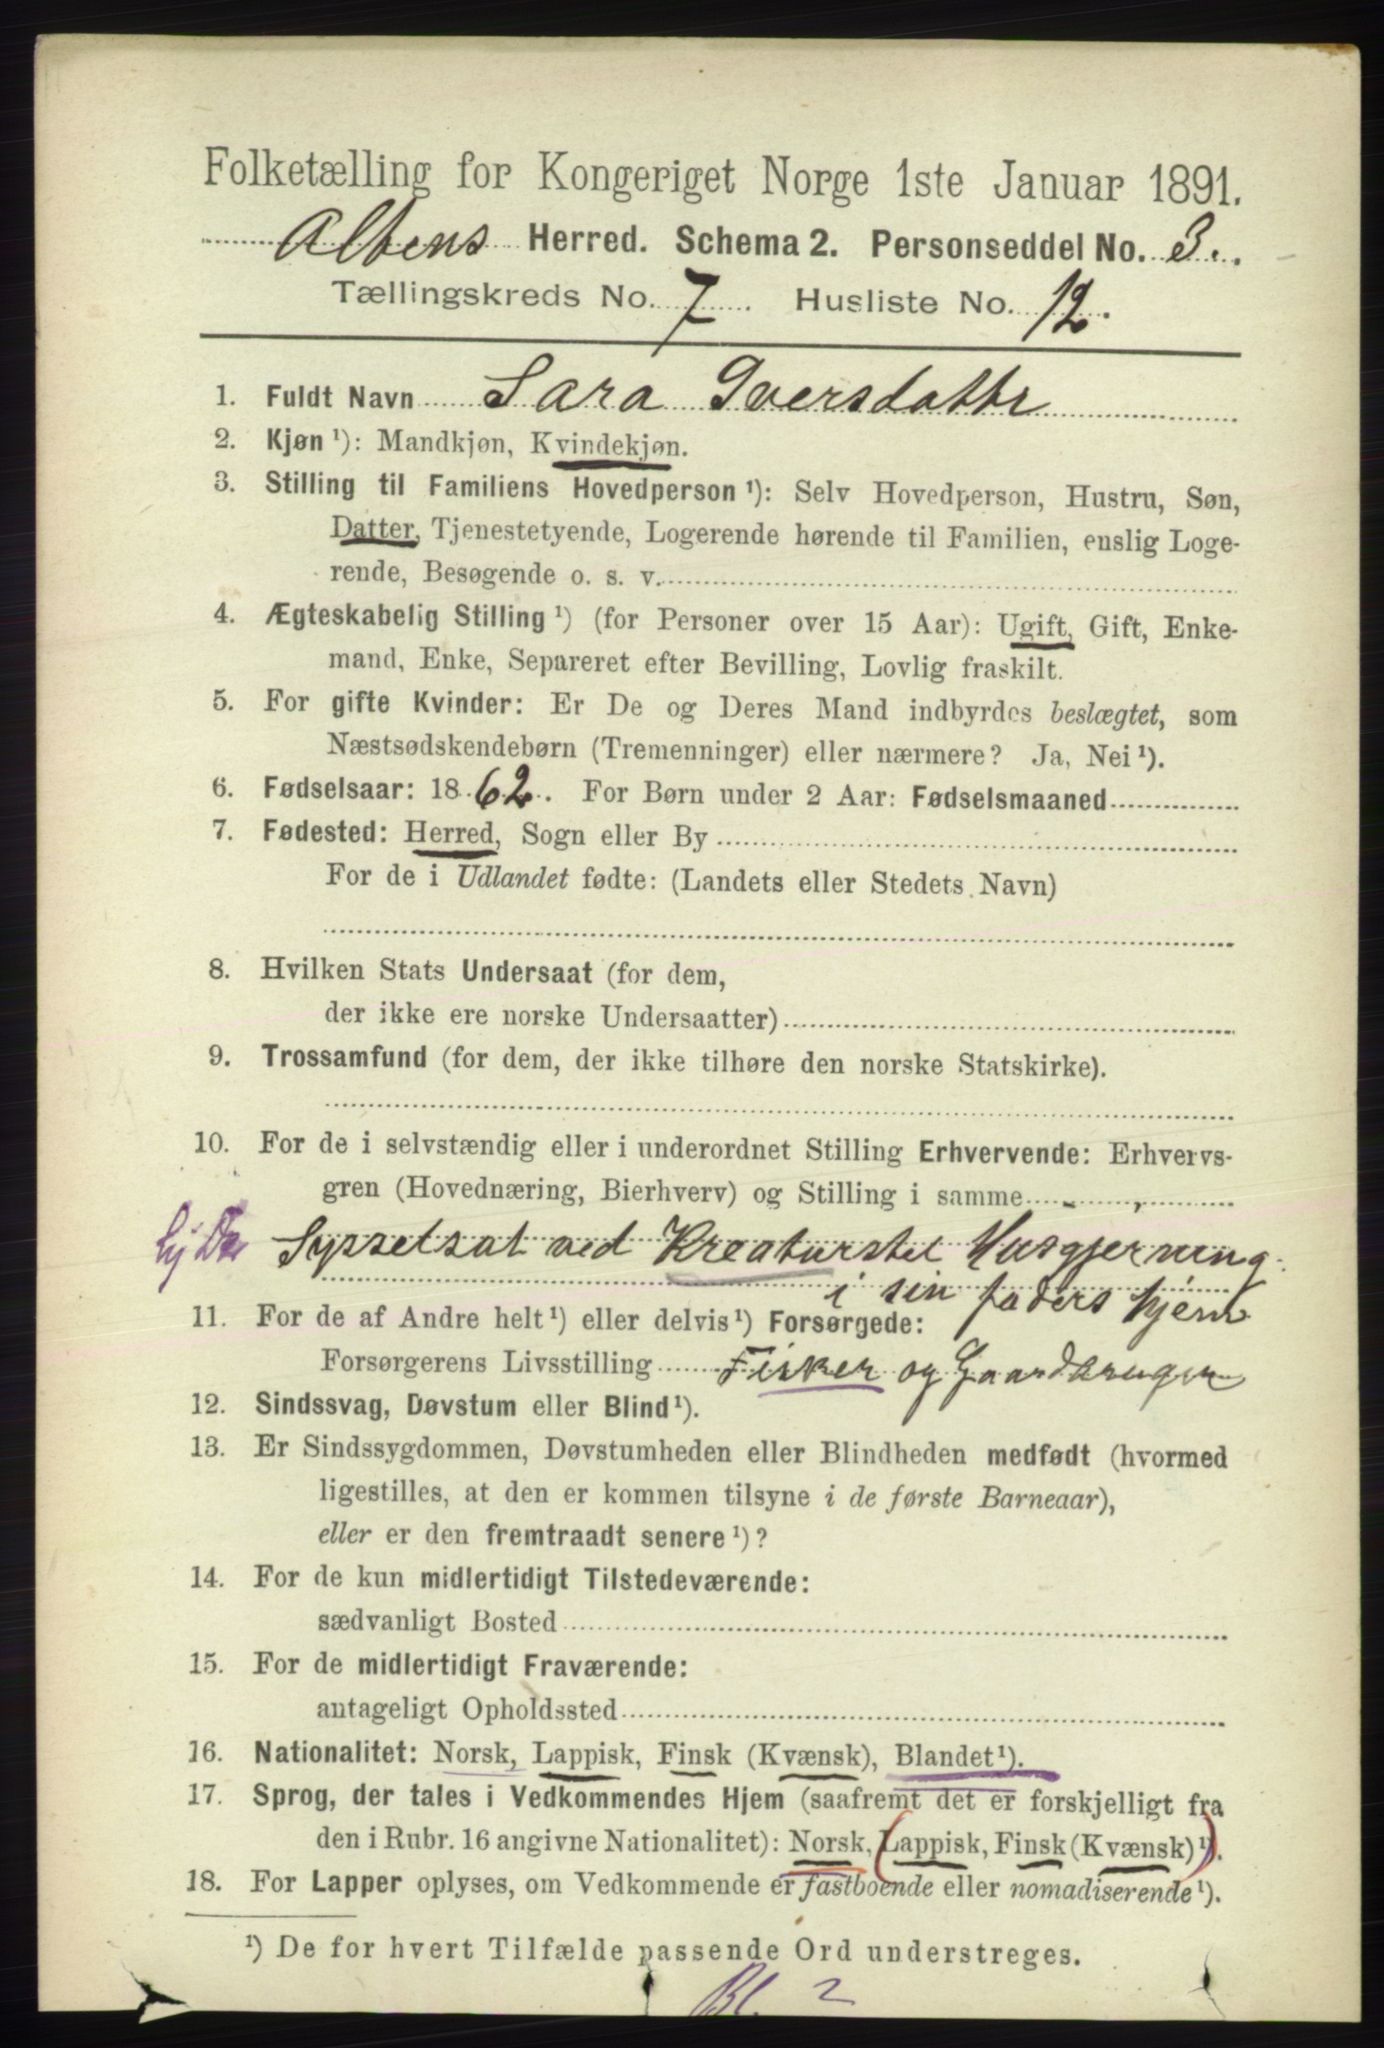 Folketælling for Kongeriget Norge 1ste Januar 1891.
Altens Herred. Schema 2. Personseddel No. 3.
Tællingskreds No. 7 Husliste No. 12.
1. Fuldt Navn Sara Iversdattr
2. Kjøn ¹): Mandkjøn, Kvindekjøn.
3. Stilling til Familiens Hovedperson ¹): Selv Hovedperson, Hustru, Søn,
Datter, Tjenestetyende, Logerende hørende til Familien, enslig Loge-
rende, Besøgende o. s. v.
4. Ægteskabelig Stilling ¹) (for Personer over 15 Aar): Ugift, Gift, Enke-
mand, Enke, Separeret efter Bevilling, Lovlig fraskilt.
5. For gifte Kvinder: Er De og Deres Mand indbyrdes beslægtet, som
Næstsødskendebørn (Tremenninger) eller nærmere? Ja, Nei ¹).
6. Fødselsaar: 1862. For Børn under 2 Aar: Fødselsmaaned
7. Fødested: Herred, Sogn eller By
For de i Udlandet fødte: (Landets eller Stedets Navn)
8. Hvilken Stats Undersaat (for dem,
der ikke ere norske Undersaatter)
9. Trossamfund (for dem, der ikke tilhøre den norske Statskirke).
10. For de i selvstændig eller i underordnet Stilling Erhvervende: Erhvervs-
gren (Hovednæring, Bierhverv) og Stilling i samme
Sysselsat ved Kreaturstel Husgjerning
i sin faders hjem
11. For de af Andre helt ¹) eller delvis ¹) Forsørgede:
Forsørgerens Livsstilling Fisker og Gaardbruger
12. Sindssvag, Døvstum eller Blind ¹).
13. Er Sindssygdommen, Døvstumheden eller Blindheden medfødt (hvormed
ligestilles, at den er kommen tilsyne i de første Barneaar),
eller er den fremtraadt senere ¹)?
14. For de kun midlertidigt Tilstedeværende:
sædvanligt Bosted
15. For de midlertidigt Fraværende:
antageligt Opholdssted
16. Nationalitet: Norsk, Lappisk, Finsk (Kvænsk), Blandet ¹).
17. Sprog, der tales i Vedkommendes Hjem (saafremt det er forskjelligt fra
den i Rubr. 16 angivne Nationalitet): Norsk, Lappisk, Finsk (Kvænsk) ¹).
18. For Lapper oplyses, om Vedkommende er fastboende eller nomadiserende ¹).
¹) De for hvert Tilfælde passende Ord understreges.
Bl. 2